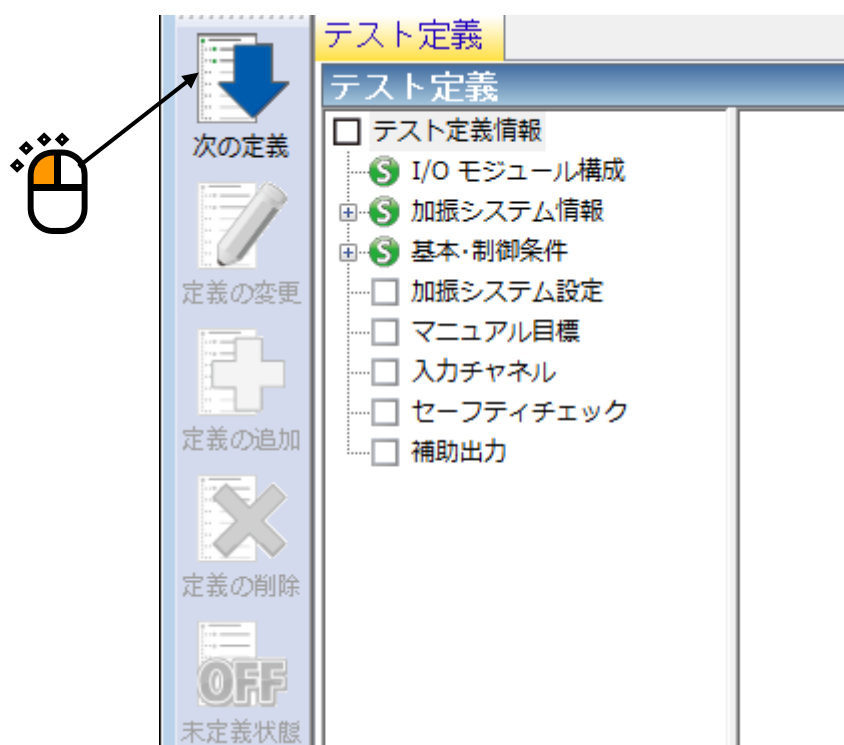 テスト定義
テスト定義
次の定義
定義の変更
定義の追加
定義の削除
OFF
未定義状態
テスト定義情報
S I/O モジュール構成
S 加振システム情報
S 基本・制御条件
加振システム設定
マニュアル目標
入力チャネル
セーフティチェック
補助出力